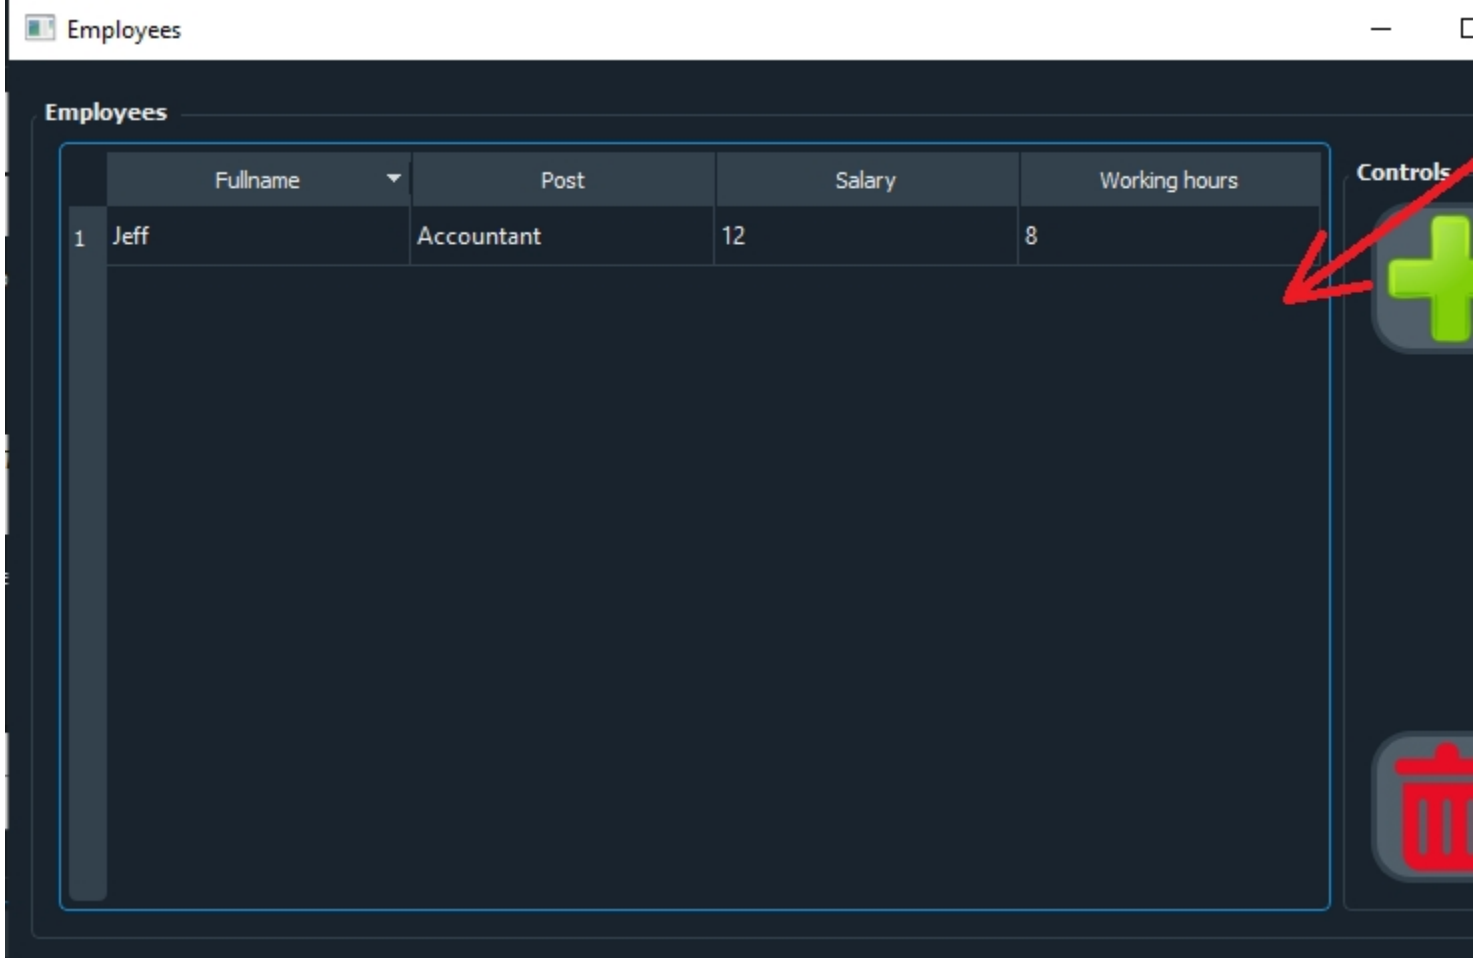 Employees
Employees
Fullname Post Salary Working hours
Controls
1 Jeff Accountant 12 8